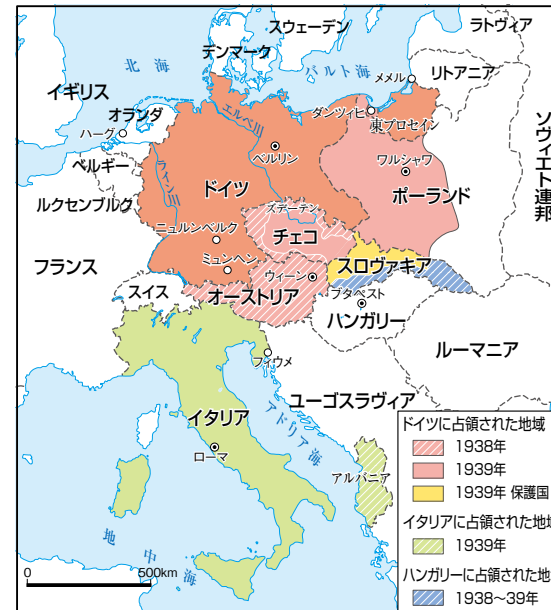 スウェーデン
ラトヴィア
デンマーク
北海
バルト海
メメル
リトアニア
イギリス
オランダ
エルベ川
ダンツィヒ
東プロセイン
ハーグ
ベルリン
ワルシャワ
ソヴィエト連邦
ベルギー
ライン川
ドイツ
ポーランド
ルクセンブルク
ズデーテン
ニュルンベルク
チェコ
フランス
ミュンヘン
ウィーン
スロヴァキア
スイス
オーストリア
ブタペスト
ハンガリー
ルーマニア
フィウメ
ユーゴスラヴィア
イタリア
アドリア海
ローマ
アルバニア
地中海
0
500km
ドイツに占領された地域
1938年
1939年
1939年 保護国
イタリアに占領された地域
1939年
ハンガリーに占領された地
1938～39年